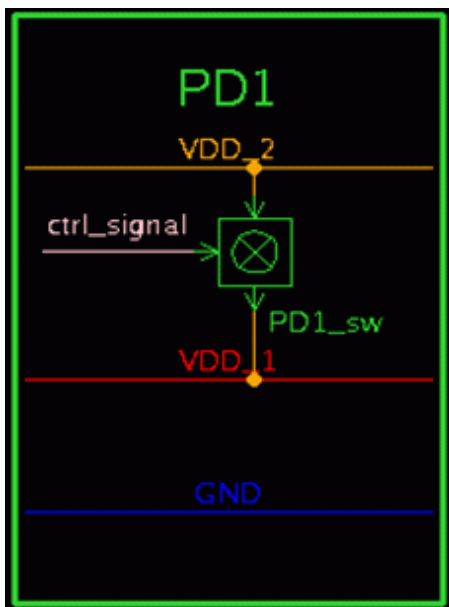 PD1
VDD_2
ctrl_signal
PD1_sw
VDD_1
GND